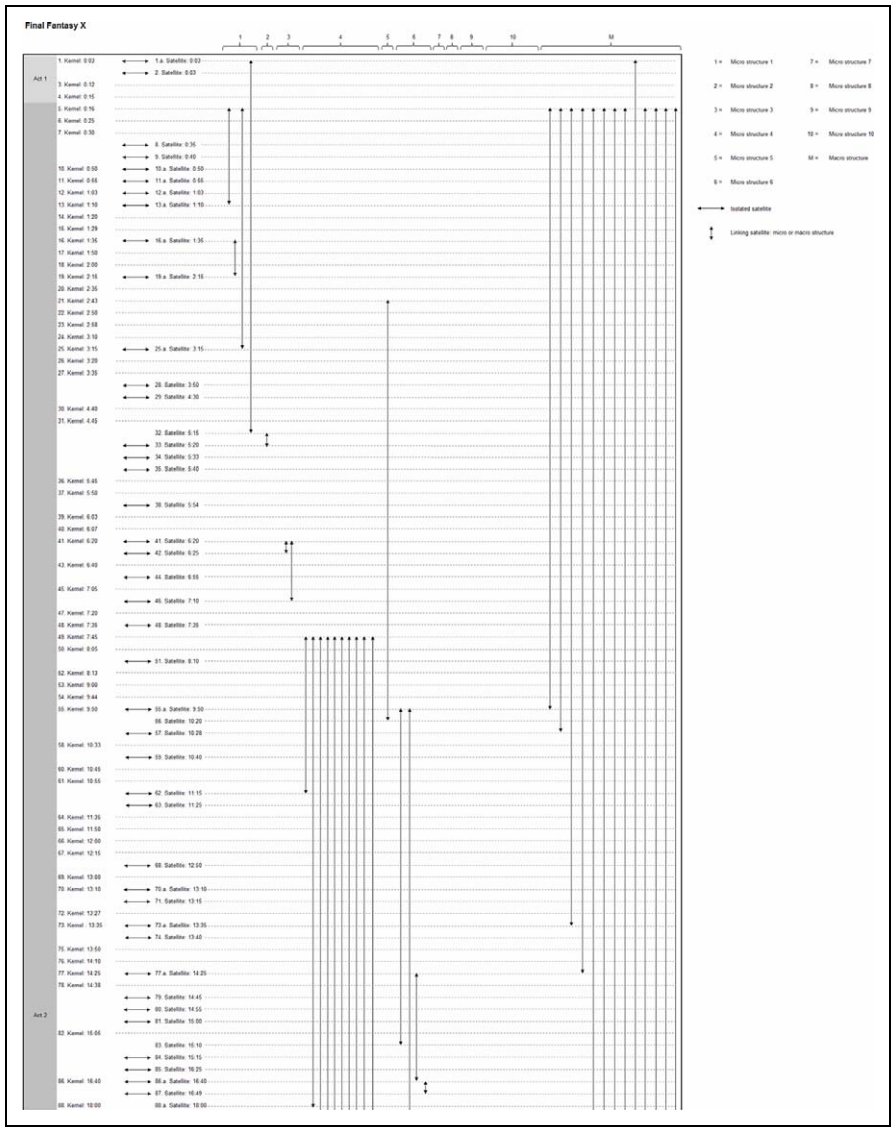 Final Fantasy X
1 2 3 4 5 6 7 8 9 10 M
Act 1
1. Kernel: 0:03 1.a. Satellite: 0:03
2. Satellite: 0:03
3. Kernel: 0:12
4. Kernel: 0:15
5. Kernel: 0:16
6. Kernel: 0:25
7. Kernel: 0:30
8. Satellite: 0:35
9. Satellite: 0:40
10. Kernel: 0:50 10.a. Satellite: 0:50
11. Kernel: 0:55 11.a. Satellite: 0:55
12. Kernel: 1:03 12.a. Satellite: 1:03
13. Kernel: 1:10 13.a. Satellite: 1:10
14. Kernel: 1:20
15. Kernel: 1:29
16. Kernel: 1:35 16.a. Satellite: 1:35
17. Kernel: 1:50
18. Kernel: 2:00
19. Kernel: 2:15 19.a. Satellite: 2:15
20. Kernel: 2:35
21. Kernel: 2:43
22. Kernel: 2:50
23. Kernel: 2:58
24. Kernel: 3:10
25. Kernel: 3:15 25.a. Satellite: 3:15
26. Kernel: 3:20
27. Kernel: 3:35
28. Satellite: 3:50
29. Satellite: 4:30
30. Kernel: 4:40
31. Kernel: 4:45
32. Satellite: 5:15
33. Satellite: 5:20
34. Satellite: 5:33
35. Satellite: 5:40
36. Kernel: 5:45
37. Kernel: 5:50
38. Satellite: 5:54
39. Kernel: 6:03
40. Kernel: 6:07
41. Kernel: 6:20 41. Satellite: 6:20
42. Satellite: 6:25
43. Kernel: 6:40
44. Satellite: 6:55
45. Kernel: 7:05
46. Satellite: 7:10
47. Kernel: 7:20
48. Kernel: 7:35 48. Satellite: 7:35
49. Kernel: 7:45
50. Kernel: 8:05
51. Satellite: 8:10
52. Kernel: 8:13
53. Kernel: 9:00
54. Kernel: 9:44
55. Kernel: 9:50 55.a. Satellite: 9:50
56. Satellite: 10:20
57. Satellite: 10:28
58. Kernel: 10:33
59. Satellite: 10:40
60. Kernel: 10:45
61. Kernel: 10:55
62. Satellite: 11:15
63. Satellite: 11:25
64. Kernel: 11:35
65. Kernel: 11:58
66. Kernel: 12:00
67. Kernel: 12:15
68. Satellite: 12:50
69. Kernel: 13:00
70. Kernel: 13:10 70.a. Satellite: 13:10
71. Satellite: 13:15
72. Kernel: 13:27
73. Kernel : 13:35 73.a. Satellite: 13:35
74. Satellite: 13:40
75. Kernel: 13:50
76. Kernel: 14:10
77. Kernel: 14:25 77.a. Satellite: 14:25
78. Kernel: 14:38
79. Satellite: 14:45
80. Satellite: 14:55
Act 2
81. Satellite: 15:00
82. Kernel: 15:05
83. Satellite: 15:10
84. Satellite: 15:15
85. Satellite: 16:25
86. Kernel: 16:40 86.a. Satellite: 16:40
87. Satellite: 16:49
88. Kernel: 18:00 88.a. Satellite: 18:00
1 = Micro structure 1 7 = Micro structure 7
2 = Micro structure 2 8 = Micro structure 8
3 = Micro structure 3 9 = Micro structure 9
4 = Micro structure 4 10 = Micro structure 10
5 = Micro structure 5 M = Macro structure
6 = Micro structure 6
Isolated satellite
Linking satellite: micro or macro structure